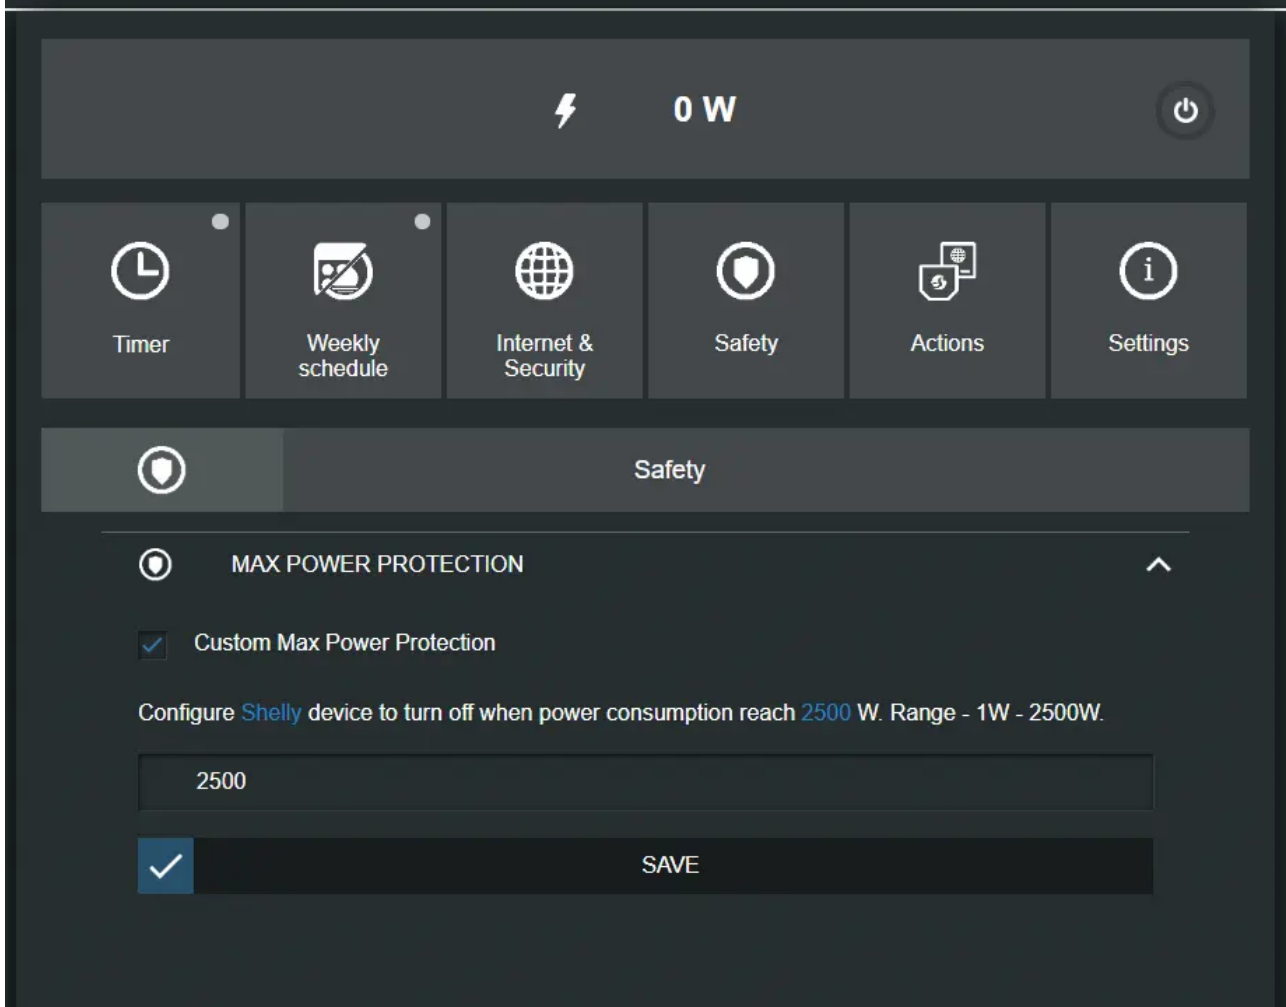 0 W
Timer
Weekly
schedule
Internet &
Security
Safety
Actions
Settings
Safety
MAX POWER PROTECTION
Custom Max Power Protection
Configure Shelly device to turn off when power consumption reach 2500 W. Range - 1W - 2500W.
2500
SAVE